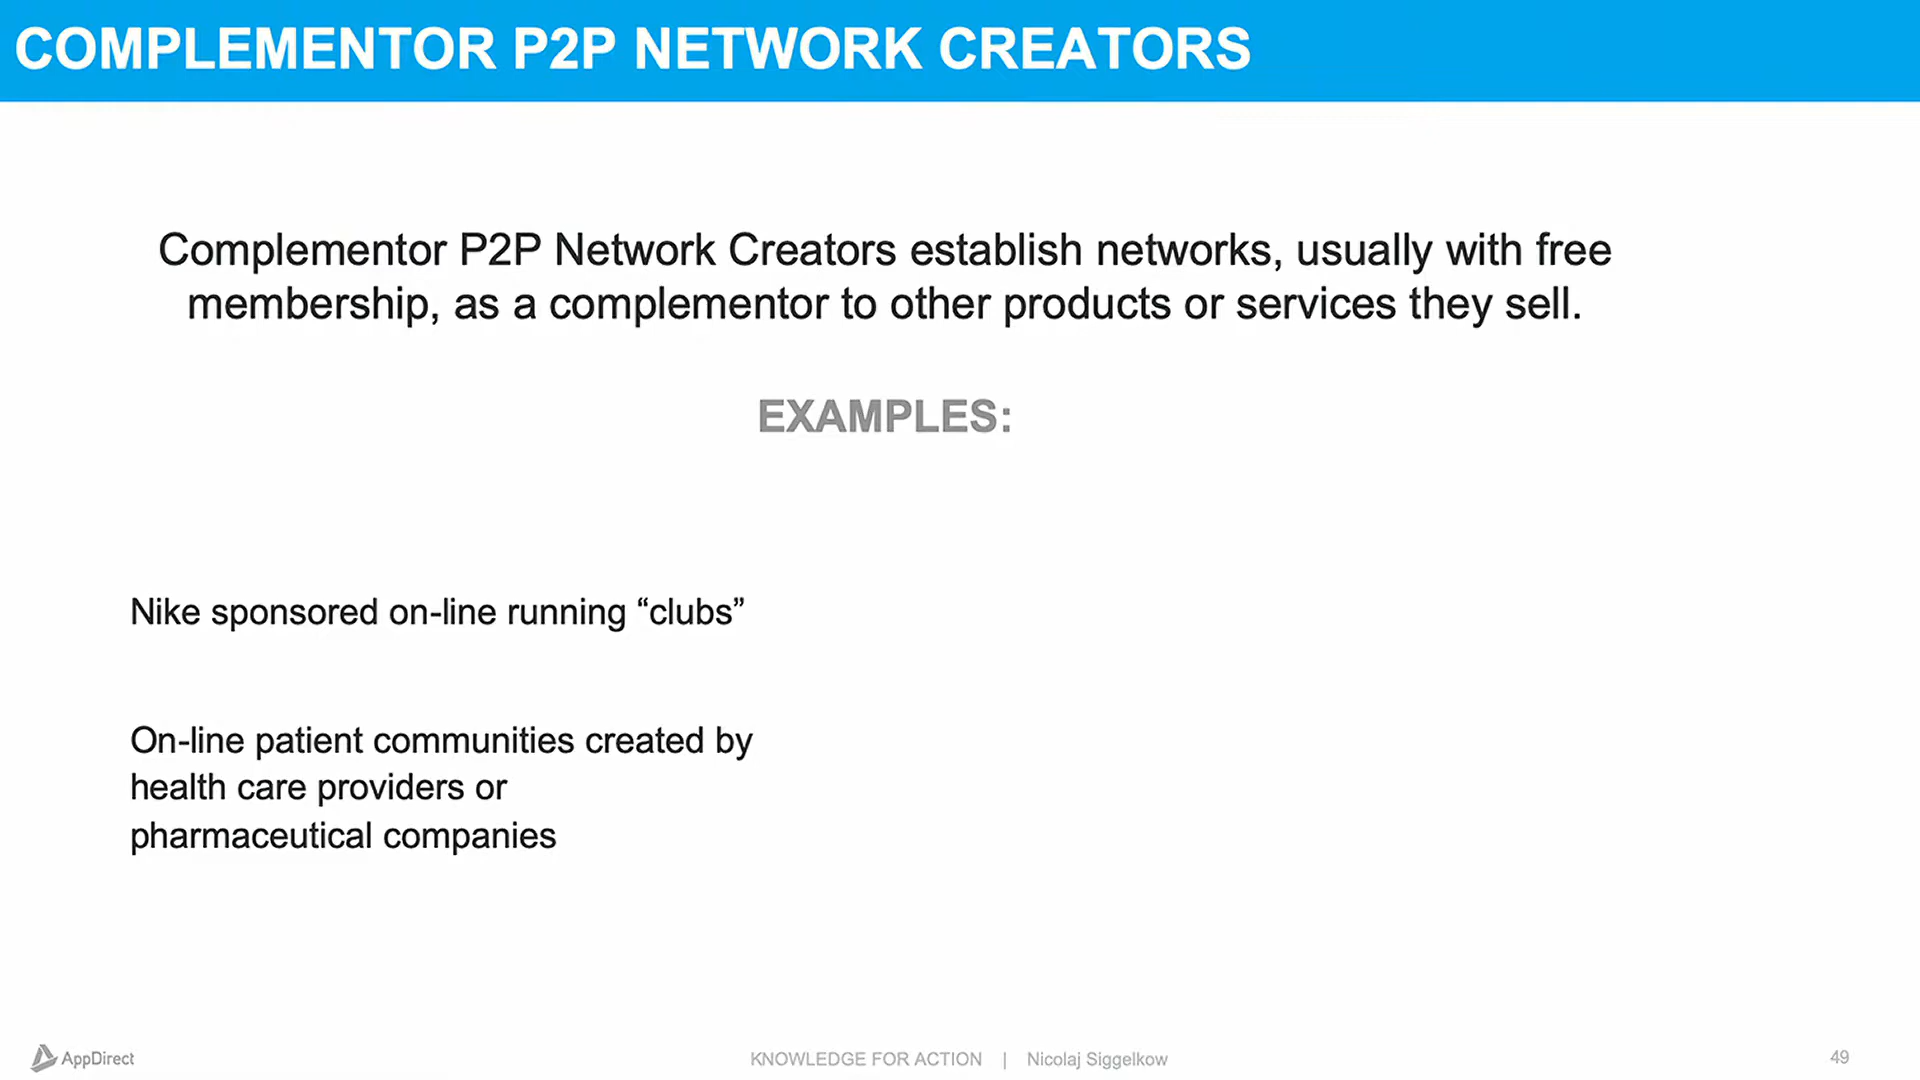 COMPLEMENTOR P2P NETWORK CREATORS
Complementor P2P Network Creators establish networks, usually with free
membership, as a complementor to other products or services they sell.
EXAMPLES:
Nike sponsored on-line running “clubs”
On-line patient communities created by
health care providers or
pharmaceutical companies
AppDirect
KNOWLEDGE FOR ACTION | Nicolaj Siggelkow
49